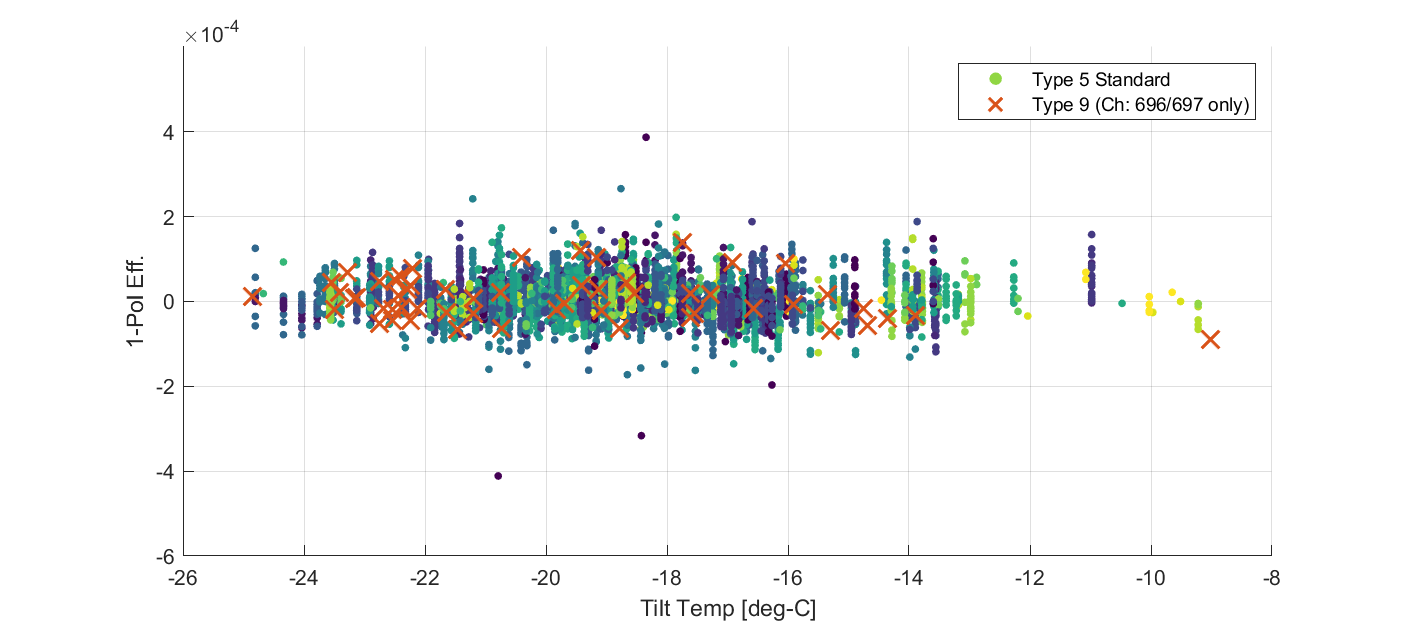 ×10⁻⁴
Type 5 Standard
Type 9 (Ch: 696/697 only)
4
2
0
-2
-4
-6
1-Pol Eff.
-26 -24 -22 -20 -18 -16 -14 -12 -10 -8
Tilt Temp [deg-C]